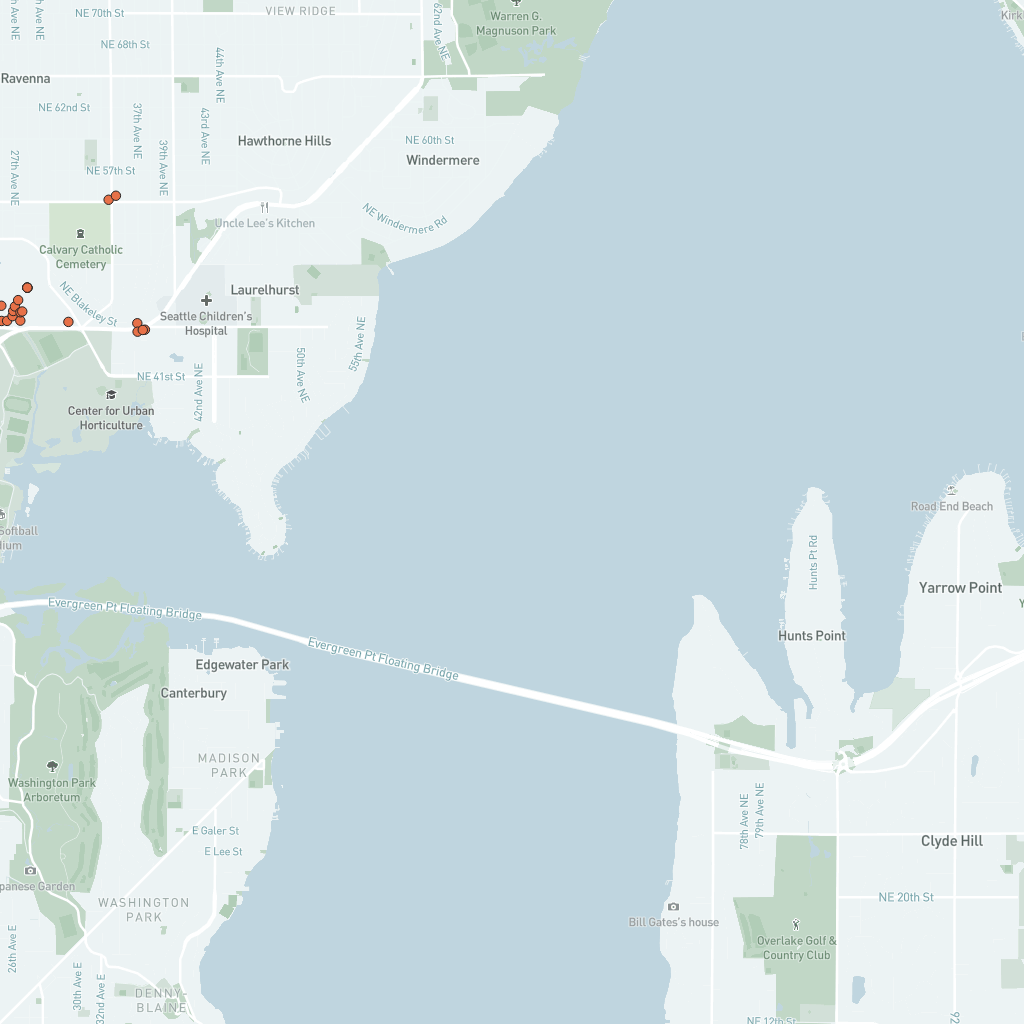 NE 70th St
VIEW RIDGE
Warren G.
Magnuson Park
Kirk
NE 68th St
Ave NE
Ave NE
44th Ave NE
62nd Ave NE
Ravenna
NE 62nd St
37th Ave NE
43rd Ave NE
39th Ave NE
Hawthorne Hills
NE 60th St
Windermere
27th Ave NE
NE 57th St
NE Windermere Rd
Uncle Lee's Kitchen
Calvary Catholic
Cemetery
NE Blakeley St
Laurelhurst
Seattle Children's
Hospital
55th Ave NE
50th Ave NE
NE 41st St
42nd Ave NE
Center for Urban
Horticulture
Softball
dium
Road End Beach
Hunts Pt Rd
Yarrow Point
Y
Evergreen Pt Floating Bridge
Evergreen Pt Floating Bridge
Hunts Point
Edgewater Park
Canterbury
MADISON
PARK
Washington Park
Arboretum
E Galer St
E Lee St
78th Ave NE
79th Ave NE
Clyde Hill
panese Garden
NE 20th St
WASHINGTON
PARK
Bill Gates's house
Overlake Golf &
Country Club
26th Ave E
30th Ave E
32nd Ave E
DENNY-
BLAINE
NE 12th St
92